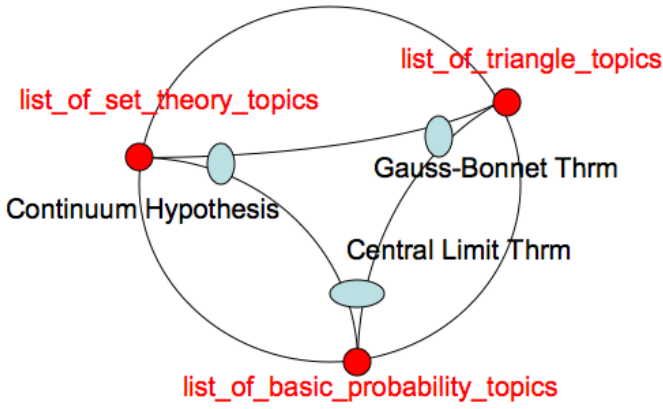 list_of_triangle_topics
list_of_set_theory_topics
Gauss-Bonnet Thrm
Continuum Hypothesis
Central Limit Thrm
list_of_basic_probability_topics